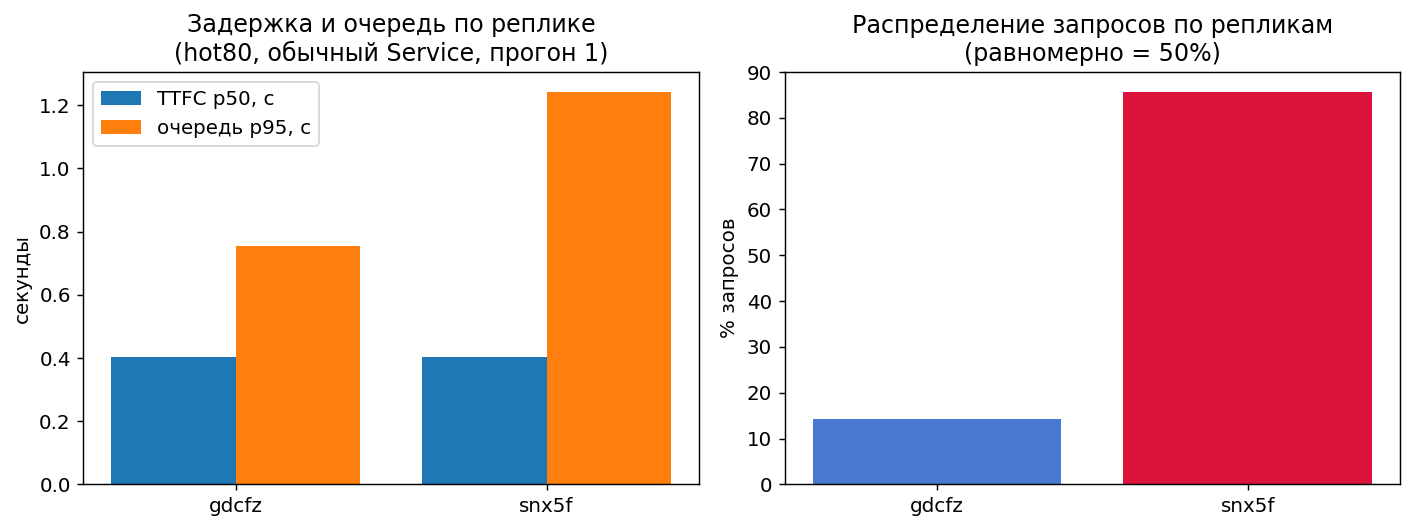 Задержка и очередь по реплике
(hot80, обычный Service, прогон 1)
TTFC p50, с
очередь p95, с
секунды
1.2
1.0
0.8
0.6
0.4
0.2
0.0
gdcfz
snx5f
Распределение запросов по репликам
(равномерно = 50%)
% запросов
90
80
70
60
50
40
30
20
10
0
gdcfz
snx5f